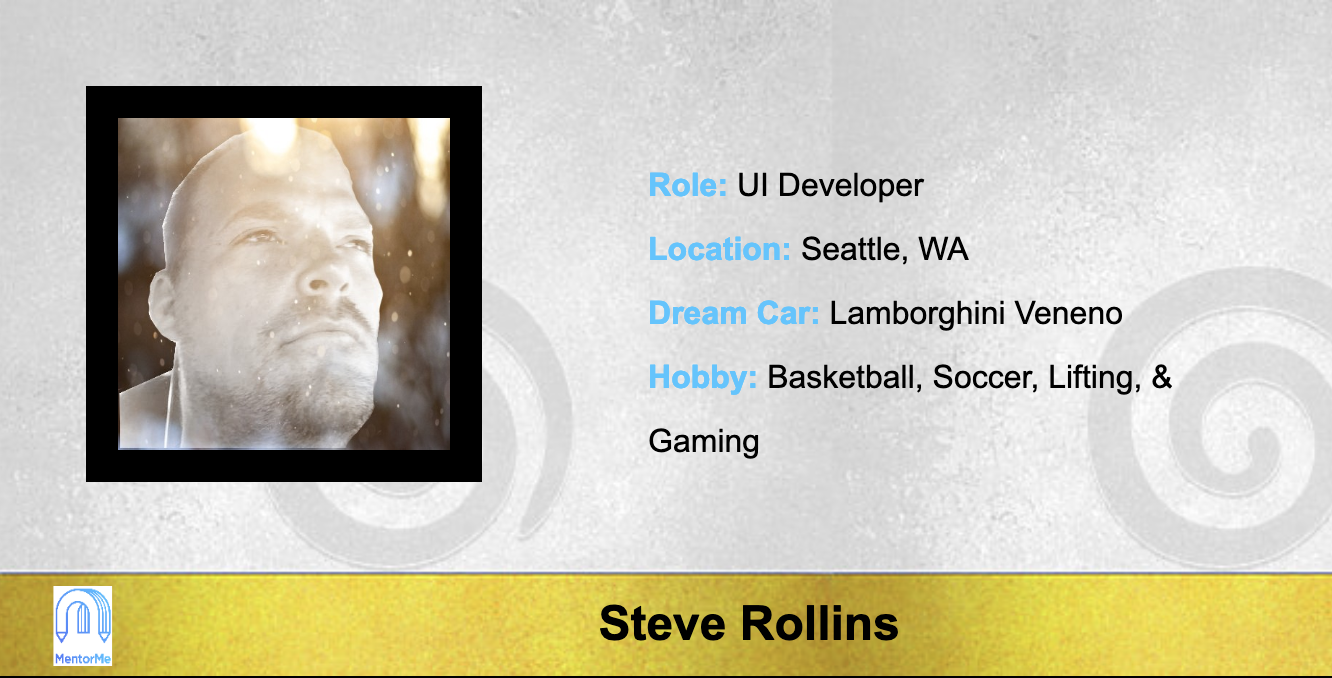 Role: UI Developer
Location: Seattle, WA
Dream Car: Lamborghini Veneno
Hobby: Basketball, Soccer, Lifting, &
Gaming
MentorMe
Steve Rollins